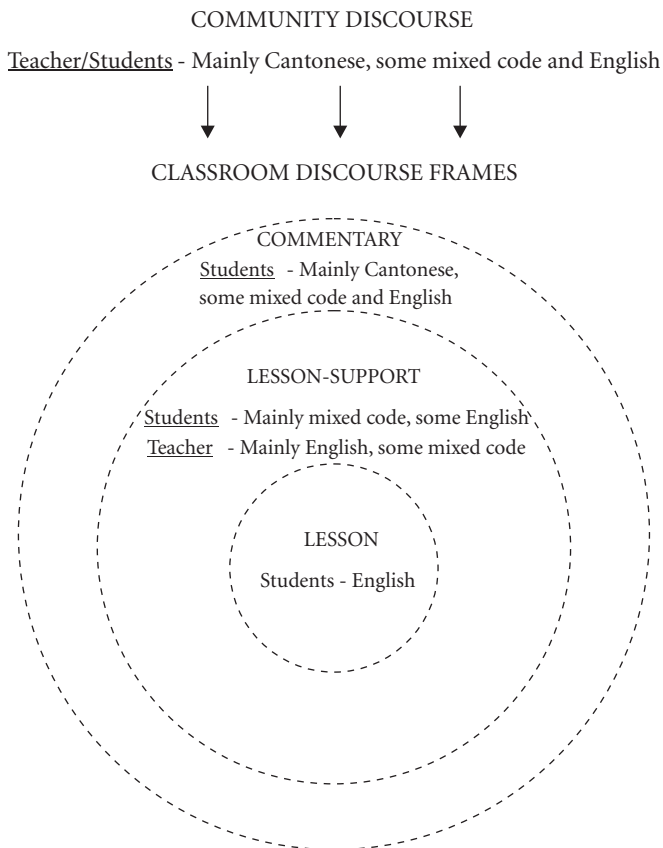 COMMUNITY DISCOURSE
Teacher/Students - Mainly Cantonese, some mixed code and English
CLASSROOM DISCOURSE FRAMES
COMMENTARY
Students - Mainly Cantonese,
some mixed code and English
LESSON-SUPPORT
Students - Mainly mixed code, some English
Teacher - Mainly English, some mixed code
LESSON
Students - English